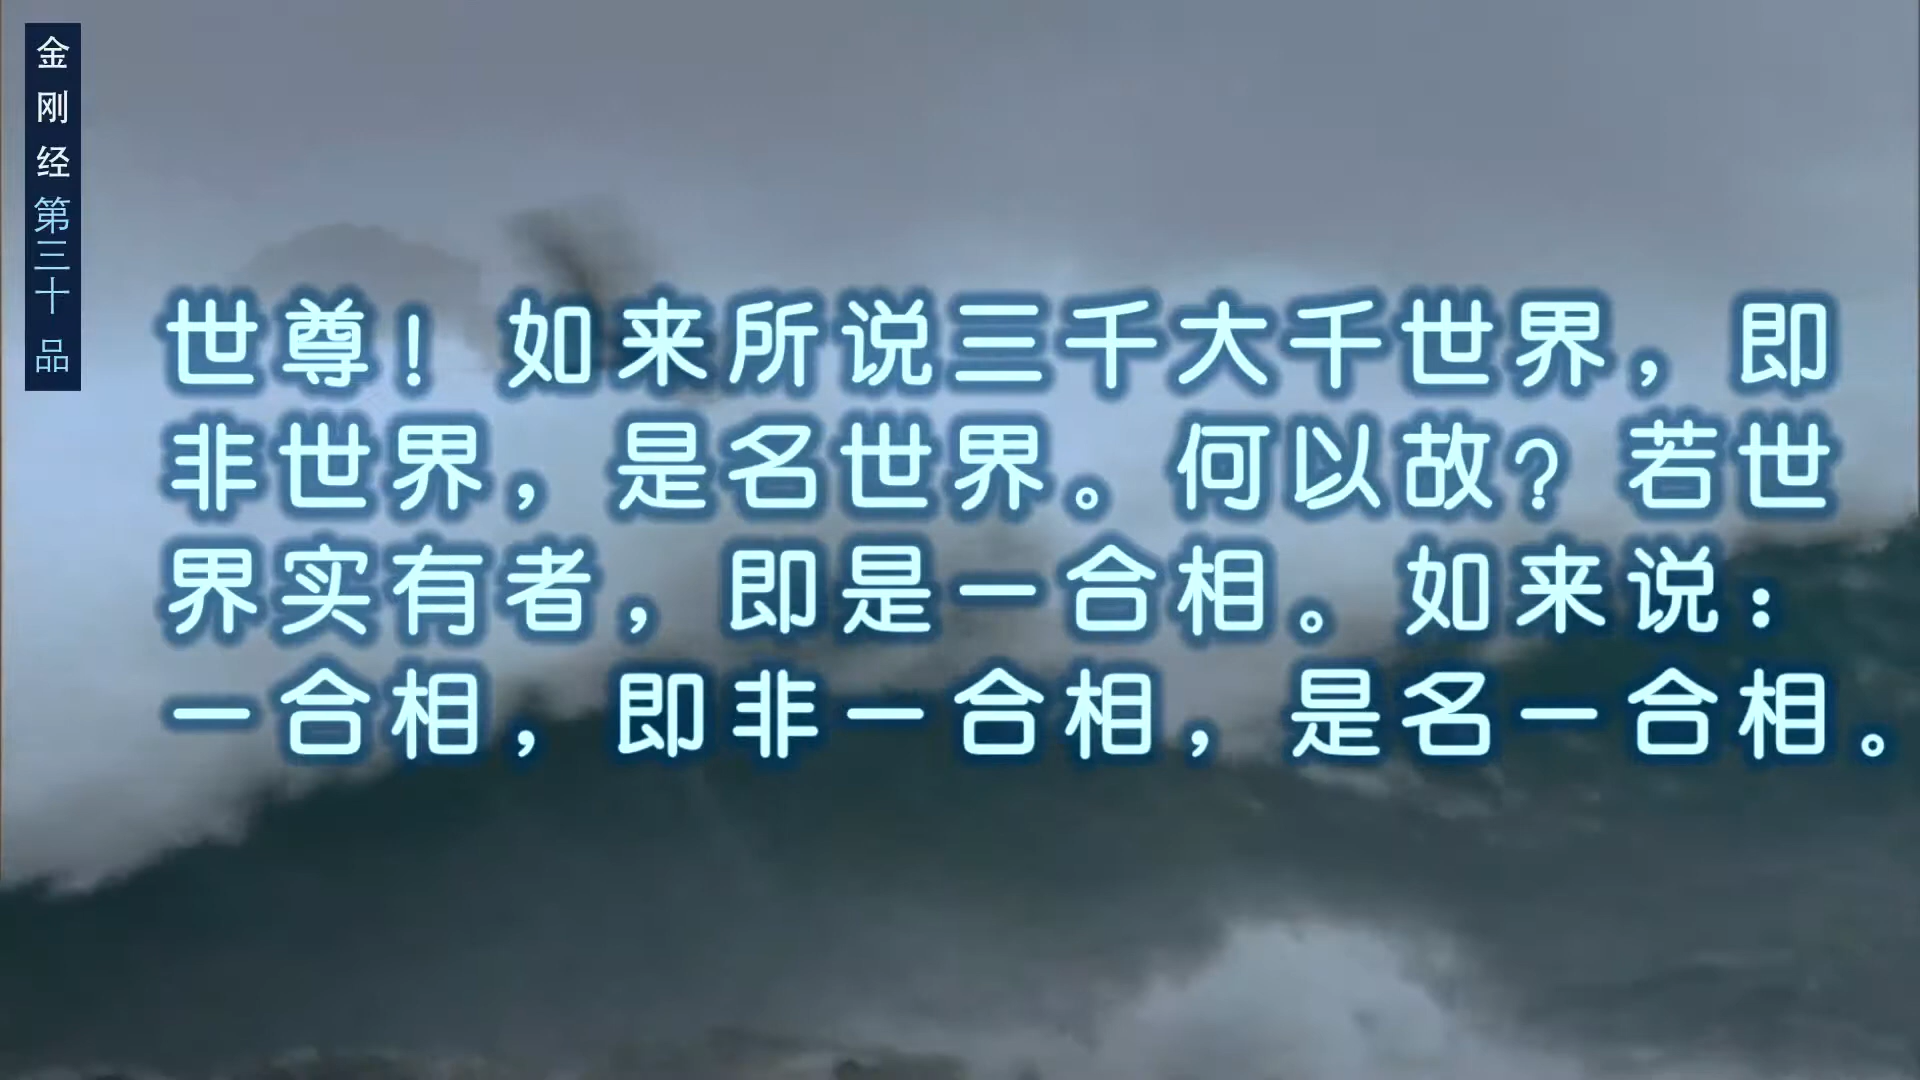 金刚经第三十品
世尊！如来所说三千大千世界，即
非世界，是名世界。何以故？若世
界实有者，即是一合相。如来说：
一合相，即非一合相，是名一合相。